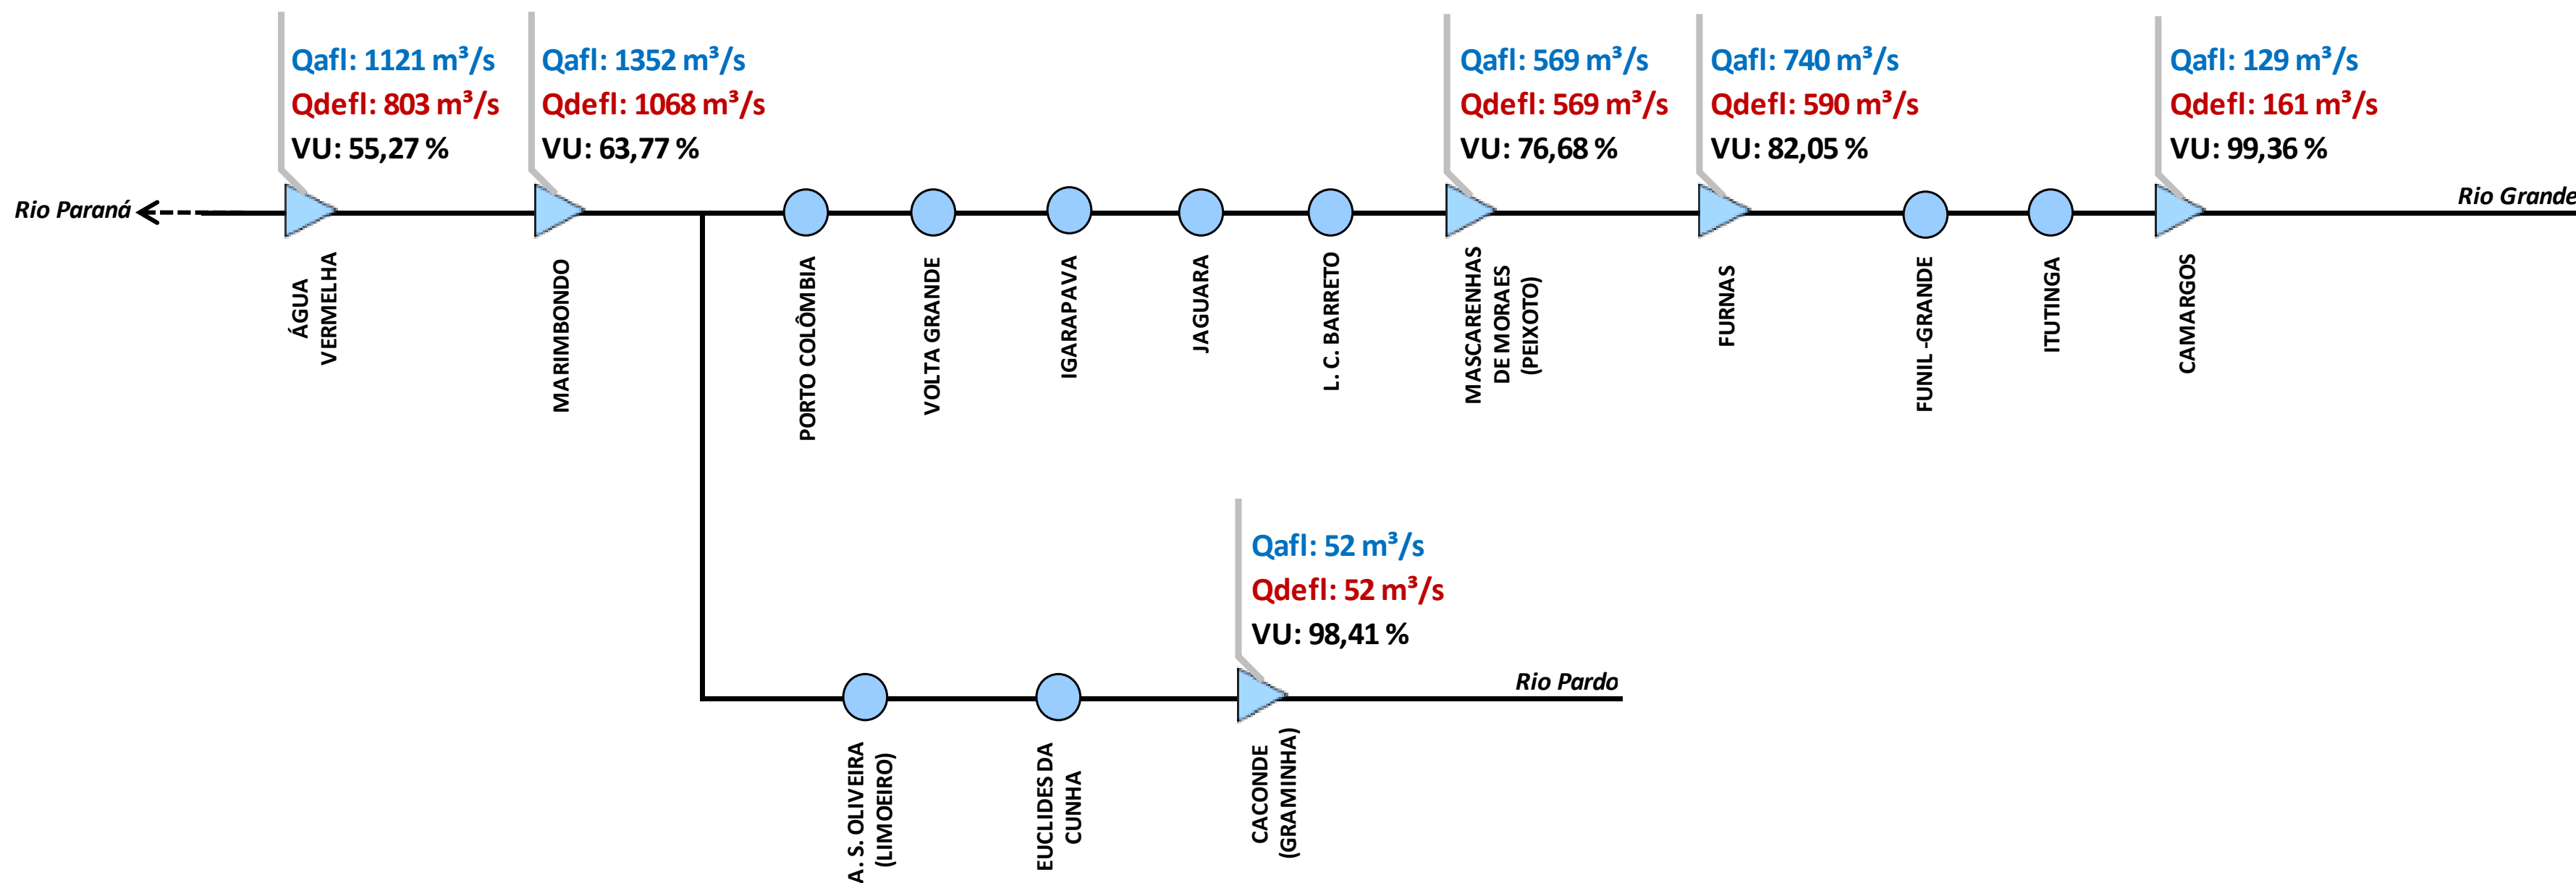 Qafl: 1121 m³/s
Qdefl: 803 m³/s
VU: 55,27 %
Qafl: 1352 m³/s
Qdefl: 1068 m³/s
VU: 63,77 %
Qafl: 569 m³/s
Qdefl: 569 m³/s
VU: 76,68 %
Qafl: 740 m³/s
Qdefl: 590 m³/s
VU: 82,05 %
Qafl: 129 m³/s
Qdefl: 161 m³/s
VU: 99,36 %
Rio Paraná
Rio Grande
ÁGUA
VERMELHA
MARIMBONDO
PORTO COLÔMBIA
VOLTA GRANDE
IGARAPAVA
JAGUARA
L. C. BARRETO
MASCARENHAS
DE MORAES
(PEIXOTO)
FURNAS
FUNIL -GRANDE
ITUTINGA
CAMARGOS
Qafl: 52 m³/s
Qdefl: 52 m³/s
VU: 98,41 %
Rio Pardo
A. S. OLIVEIRA
(LIMOEIRO)
EUCLIDES DA
CUNHA
CACONDE
(GRAMINHA)